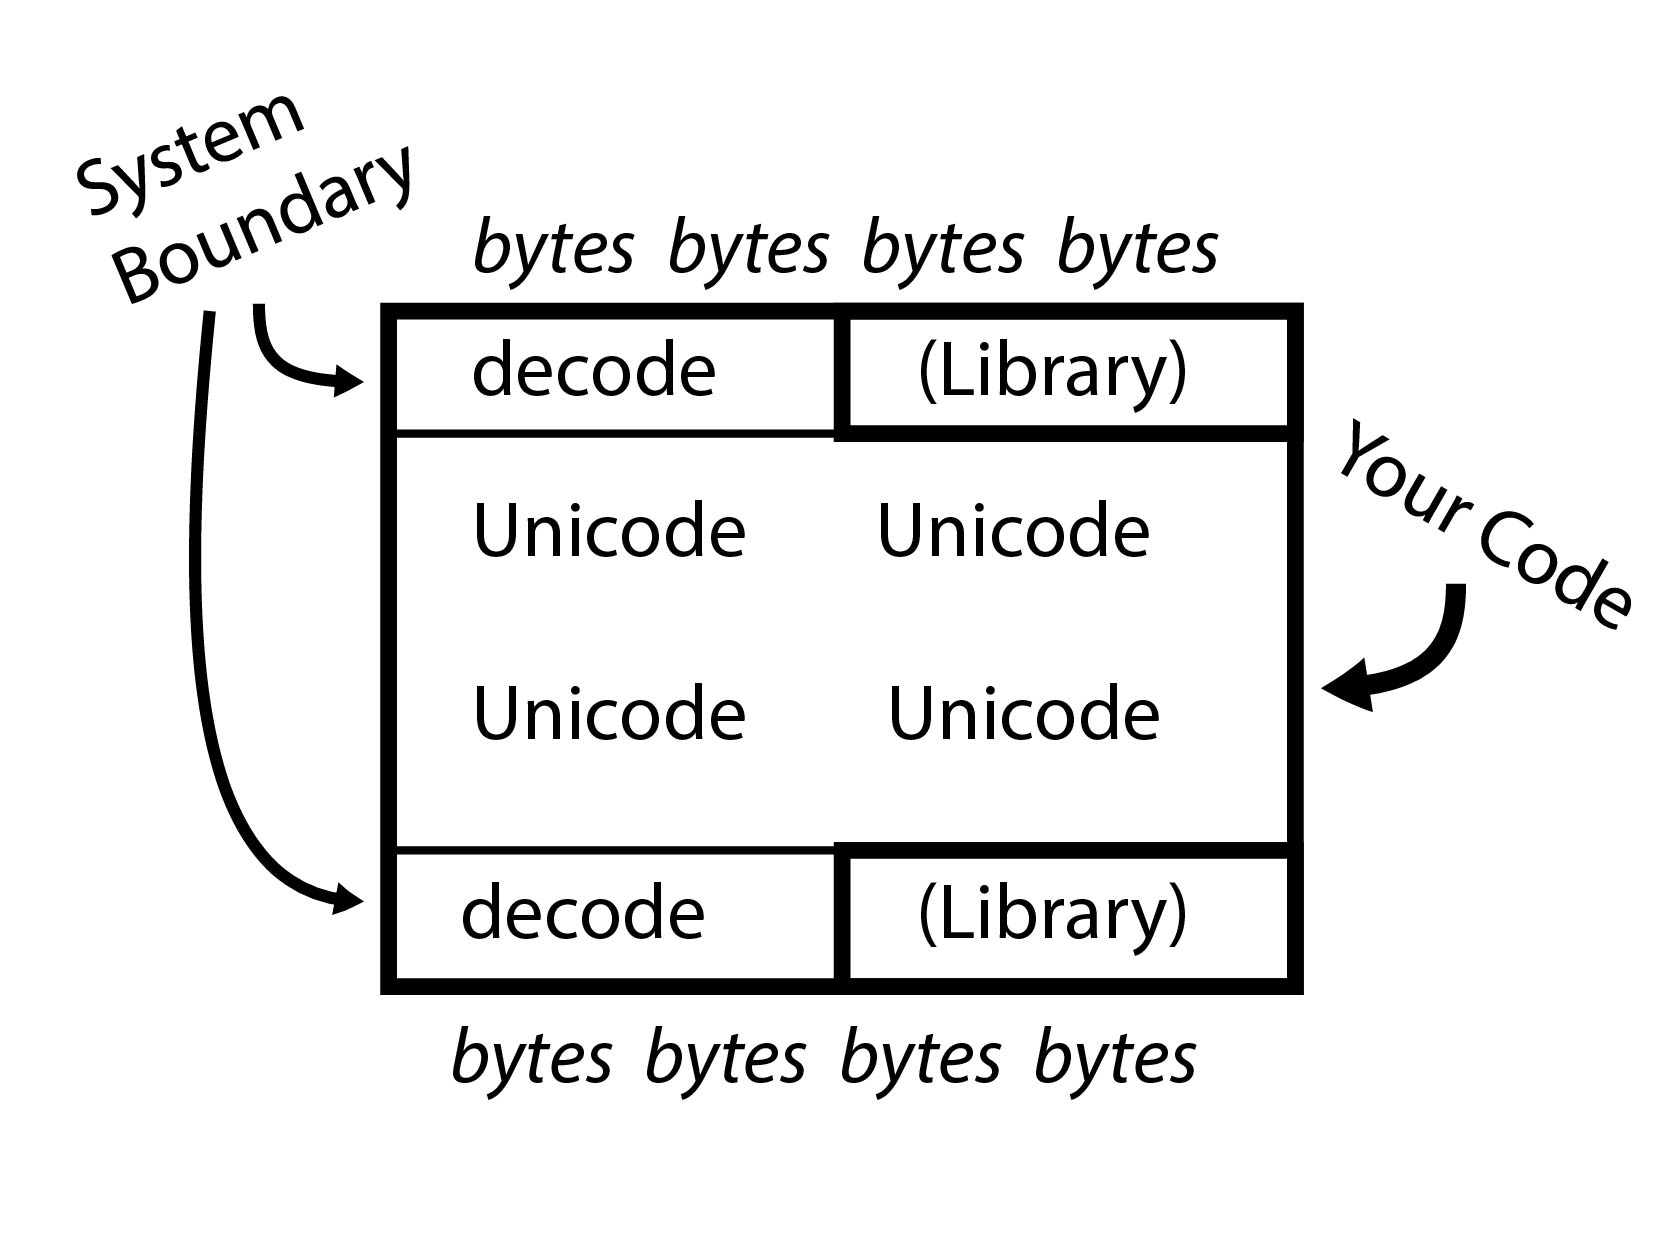 System
Boundary
bytes bytes bytes bytes
decode (Library)
Your Code
Unicode Unicode
Unicode Unicode
decode (Library)
bytes bytes bytes bytes